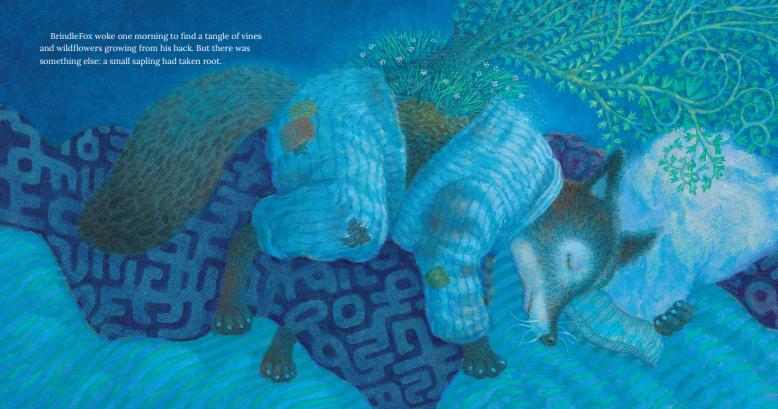 BrindleFox woke one morning to find a tangle of vines
and wildflowers growing from his back. But there was
something else: a small sapling had taken root.